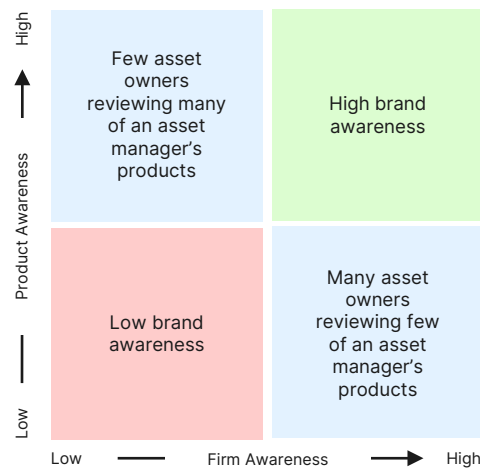 High
Few asset
owners
reviewing many
of an asset
manager's
products
High brand
awareness
Product Awareness
Low brand
awareness
Many asset
owners
reviewing few
of an asset
manager's
products
Low
Low Firm Awareness High